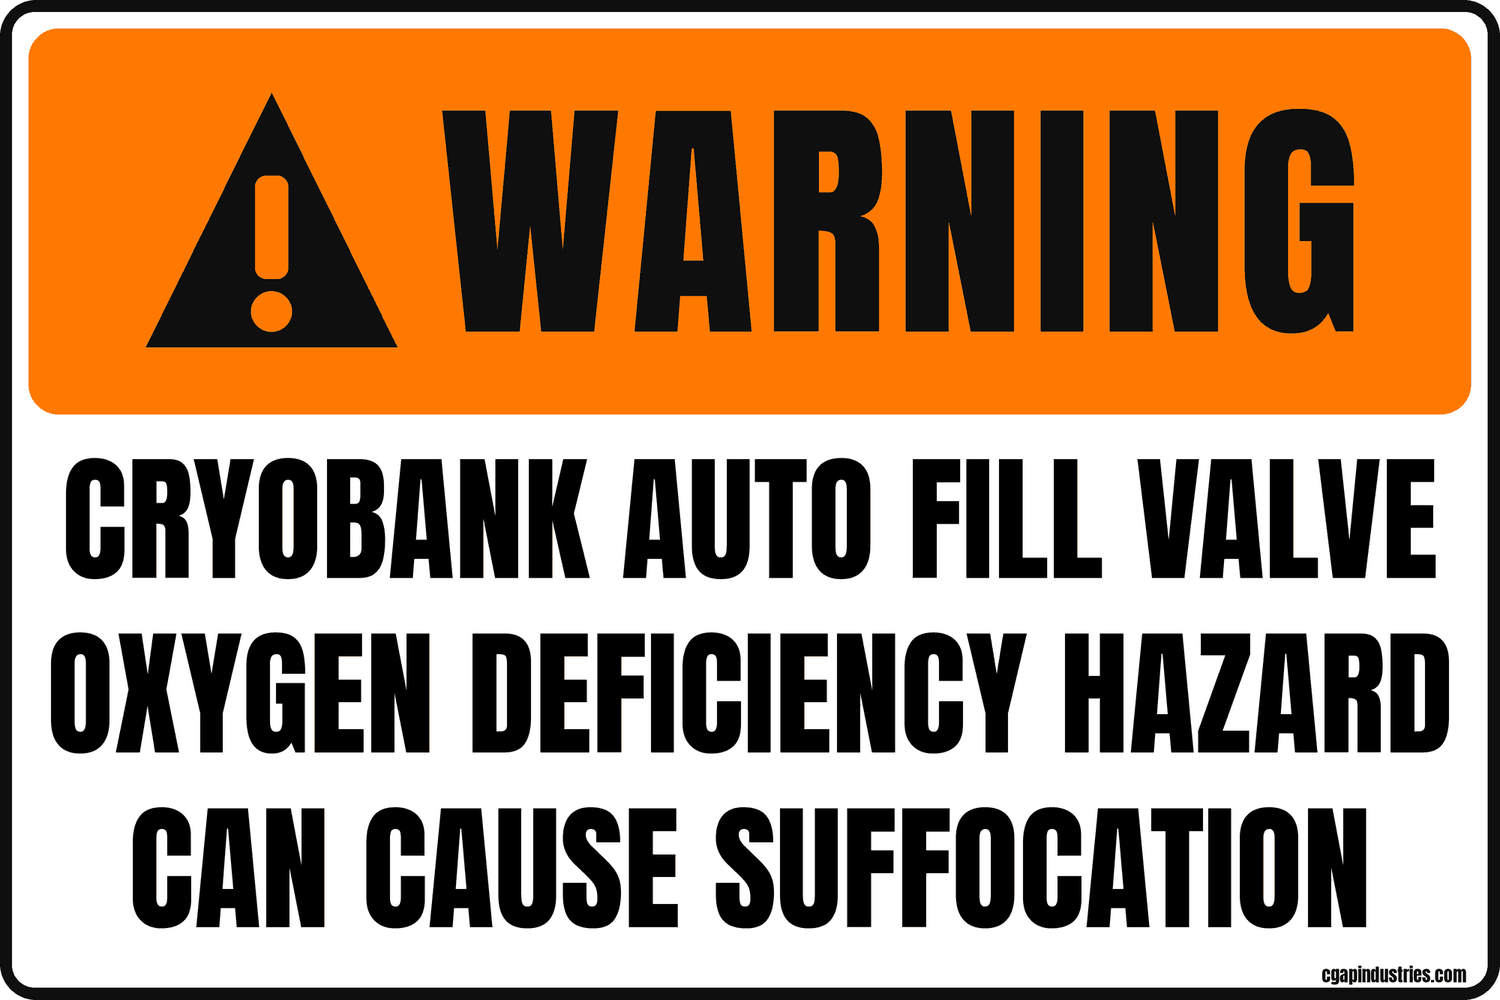 WARNING
CRYOBANK AUTO FILL VALVE
OXYGEN DEFICIENCY HAZARD
CAN CAUSE SUFFOCATION
cgapindustries.com